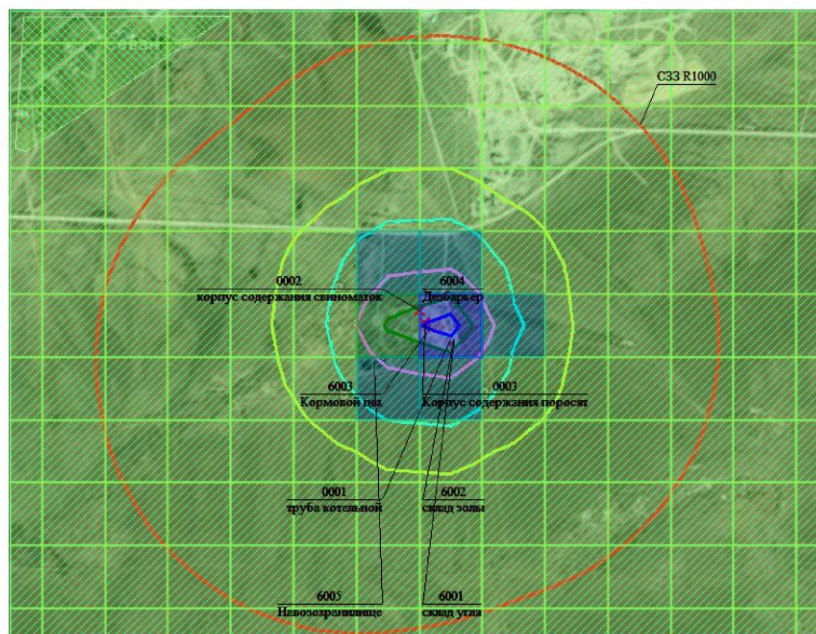 СЗЗ R1000
0002
корпус содержания свиноматок
6004
Дезбарьер
6003
Кормовой цех
0003
Корпус содержания поросят
0001
труба котельной
6002
склад золы
6005
Навозохранилище
6001
склад угля